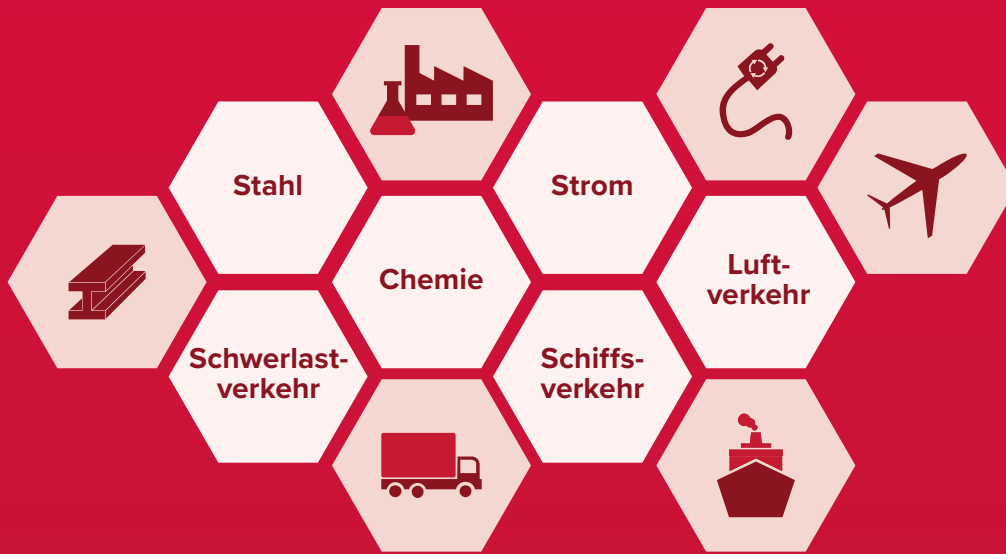 Stahl
Strom
Chemie
Luft-
verkehr
Schwerlast-
verkehr
Schiffs-
verkehr